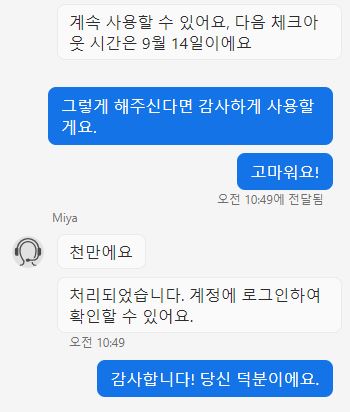 계속 사용할 수 있어요, 다음 체크아
웃 시간은 9월 14일이에요
그렇게 해주신다면 감사하게 사용할
게요.
고마워요!
오전 10:49에 전달됨
Miya
천만에요
처리되었습니다. 계정에 로그인하여
확인할 수 있어요.
오전 10:49
감사합니다! 당신 덕분이에요.